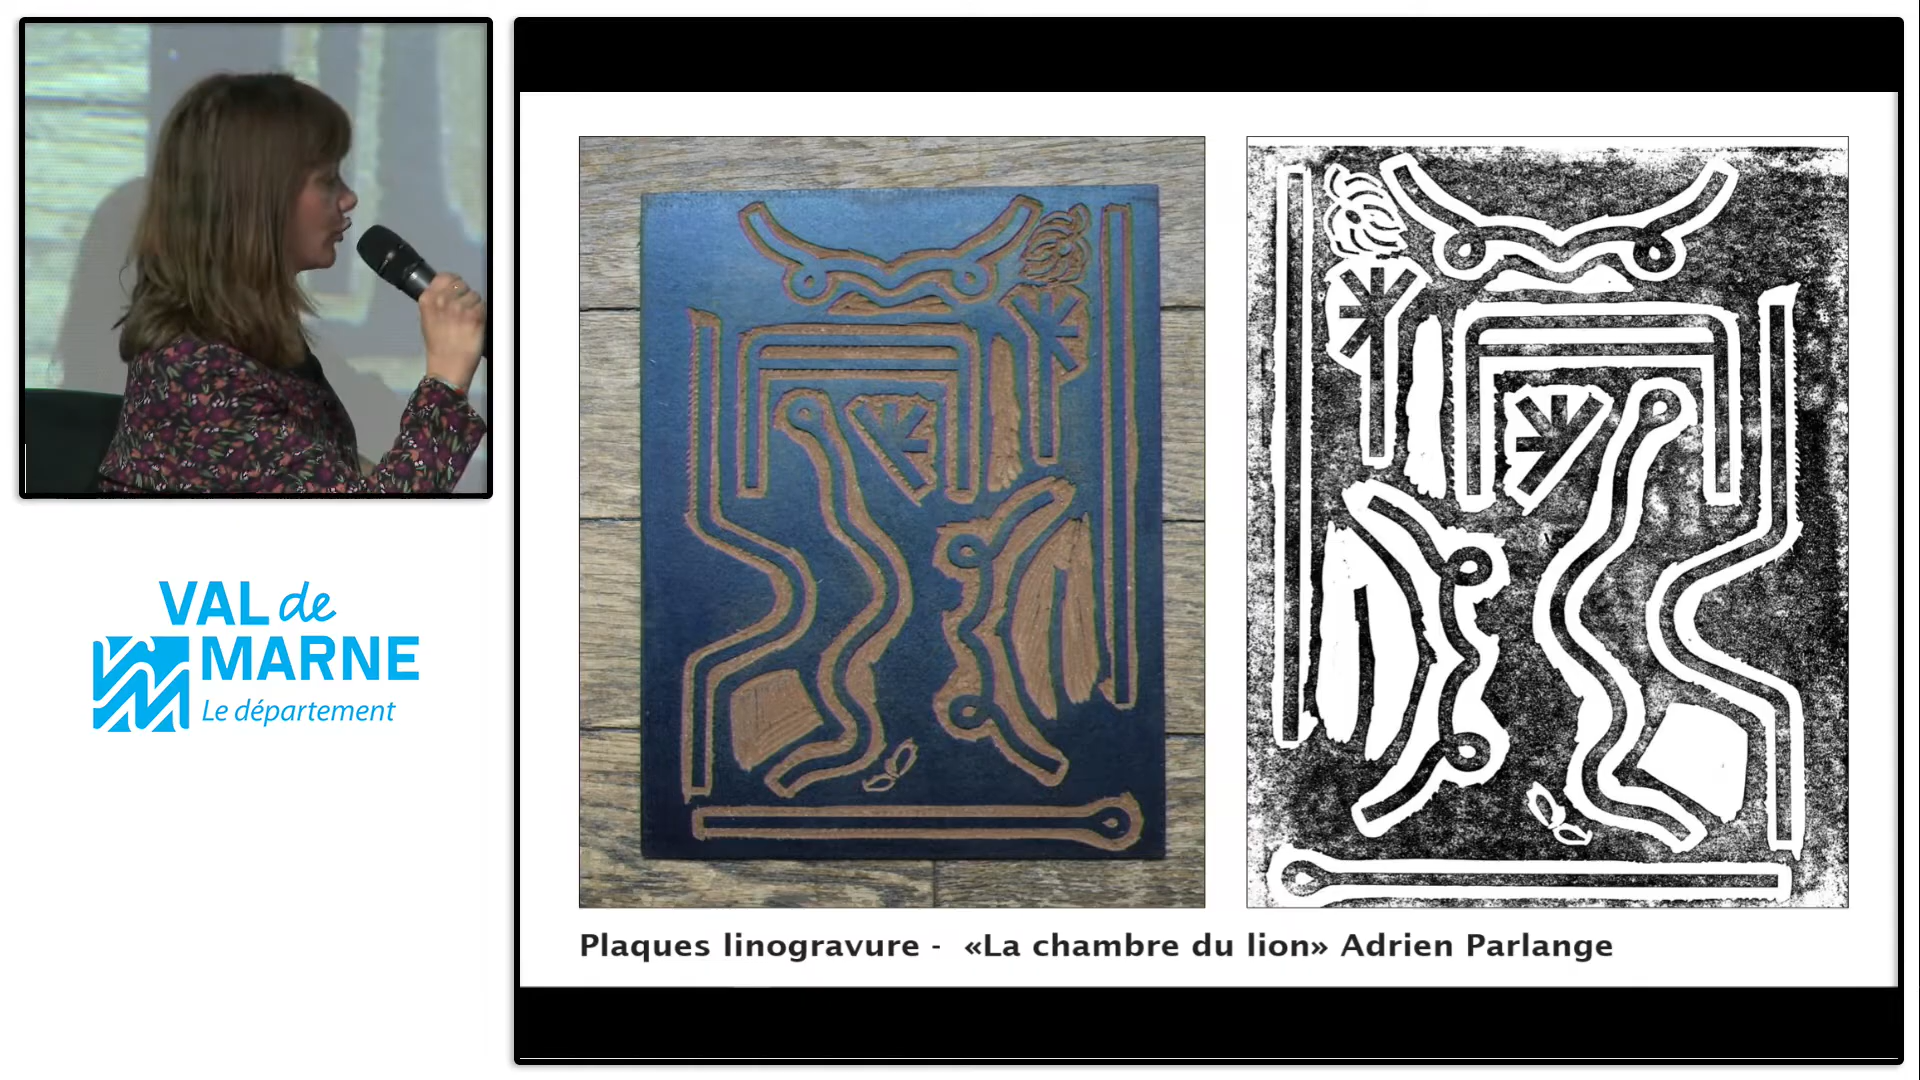 VAL de
MARNE
Le département
Plaques linogravure -  «La chambre du lion» Adrien Parlange